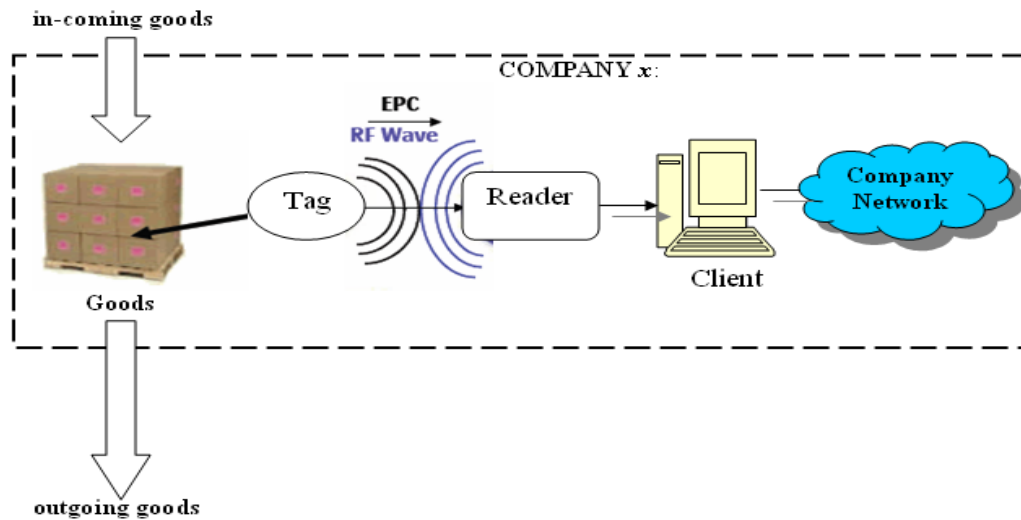 in-coming goods
COMPANY x:
EPC
RF Wave
Tag
Reader
Company
Network
Client
Goods
outgoing goods